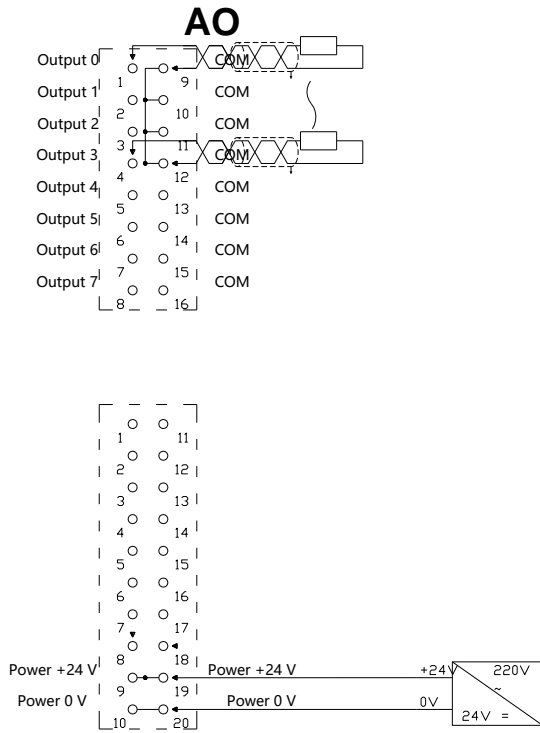 AO
Output 0 COM
1 9
Output 1 COM
2 10
Output 2 COM
3 11
Output 3 COM
4 12
Output 4 COM
5 13
Output 5 COM
6 14
Output 6 COM
7 15
Output 7 COM
8 16
1 11
2 12
3 13
4 14
5 15
6 16
7 17
8 18
Power +24 V Power +24 V +24V 220V
9 19 ~
Power 0 V Power 0 V 0V
10 20 24V =